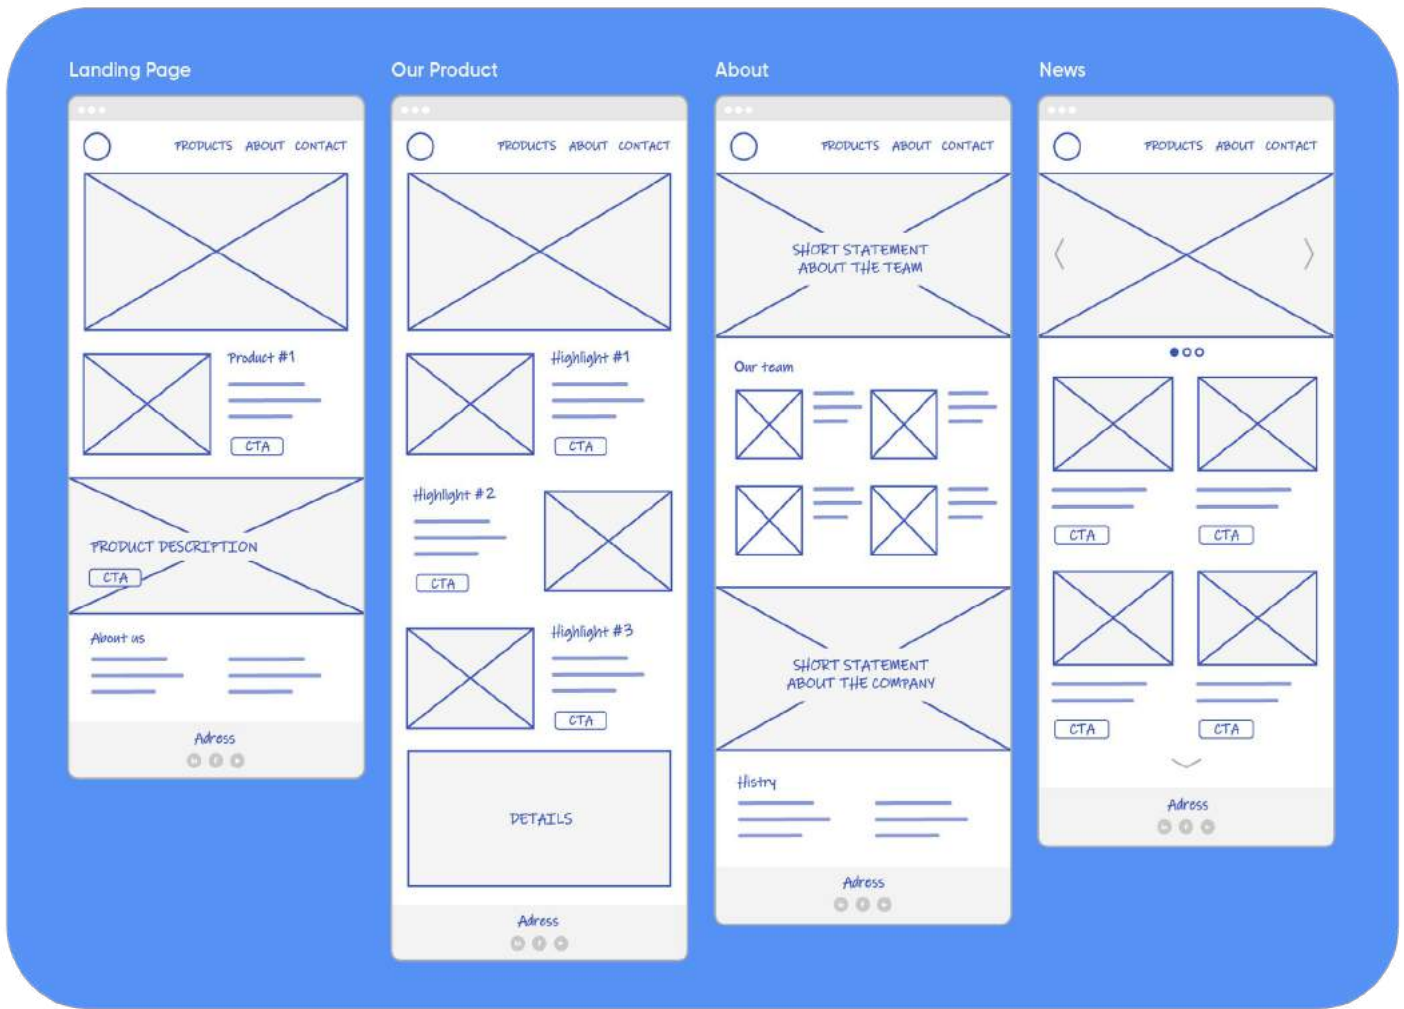 Landing Page
PRODUCTS ABOUT CONTACT
Product #1
CTA
PRODUCT DESCRIPTION
CTA
About us
Adress
Our Product
PRODUCTS ABOUT CONTACT
Highlight #1
CTA
Highlight #2
CTA
Highlight #3
CTA
DETAILS
Adress
About
PRODUCTS ABOUT CONTACT
SHORT STATEMENT
ABOUT THE TEAM
Our team
SHORT STATEMENT
ABOUT THE COMPANY
Histry
Adress
News
PRODUCTS ABOUT CONTACT
CTA CTA
CTA CTA
Adress